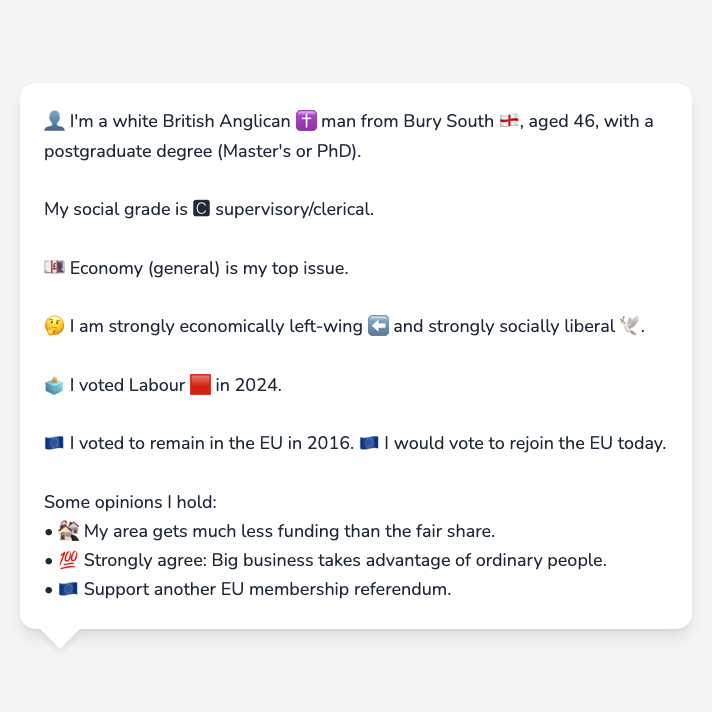 👤 I'm a white British Anglican ✝️ man from Bury South 🏴󠁧󠁢󠁥󠁮󠁧󠁿, aged 46, with a
postgraduate degree (Master's or PhD).
My social grade is 🅲 supervisory/clerical.
💷 Economy (general) is my top issue.
🤔 I am strongly economically left-wing ⬅️ and strongly socially liberal 🕊️.
🗳️ I voted Labour 🟥 in 2024.
🇪🇺 I voted to remain in the EU in 2016. 🇪🇺 I would vote to rejoin the EU today.
Some opinions I hold:
• 🏘️ My area gets much less funding than the fair share.
• 💯 Strongly agree: Big business takes advantage of ordinary people.
• 🇪🇺 Support another EU membership referendum.